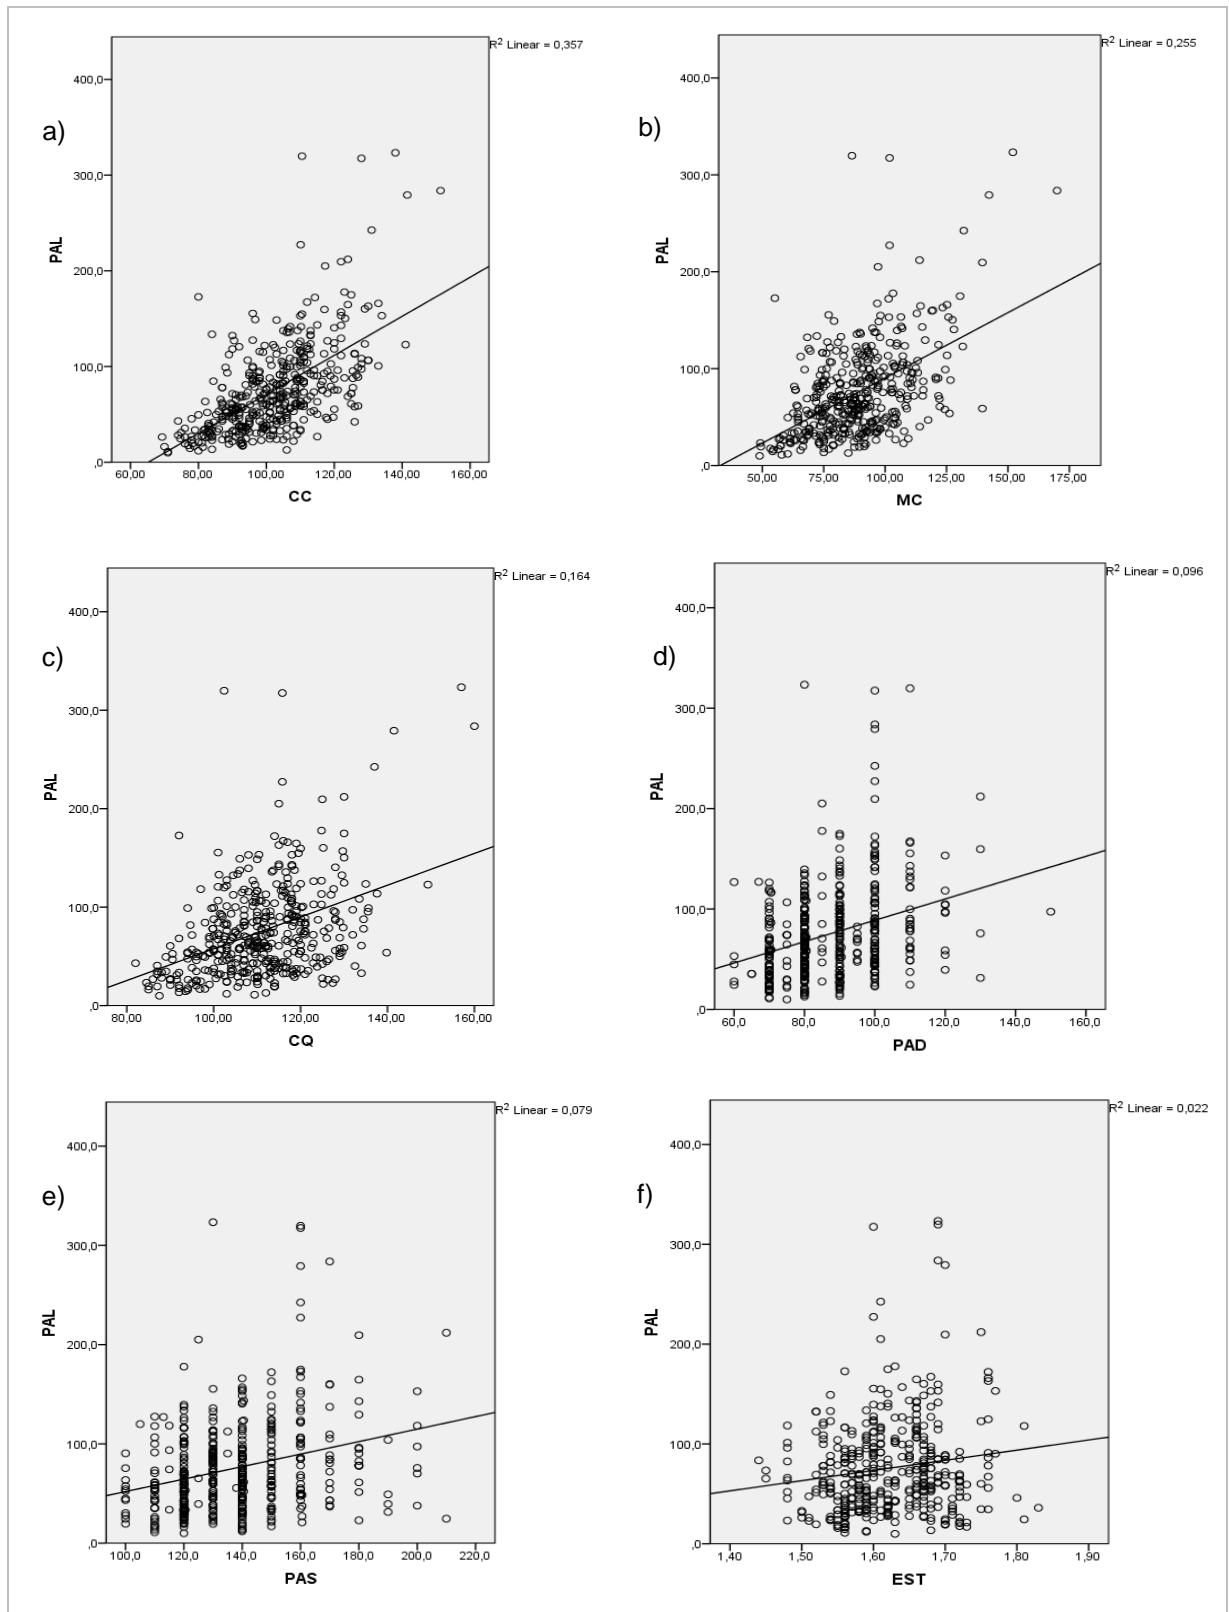 R² Linear = 0,357
a)
400,0
300,0
200,0
100,0
,0
PAL
60,00 80,00 100,00 120,00 140,00 160,00
CC
R² Linear = 0,255
b)
400,0
300,0
200,0
100,0
,0
PAL
50,00 75,00 100,00 125,00 150,00 175,00
MC
R² Linear = 0,164
c)
400,0
300,0
200,0
100,0
,0
PAL
80,00 100,00 120,00 140,00 160,00
CQ
R² Linear = 0,096
d)
400,0
300,0
200,0
100,0
,0
PAL
60,0 80,0 100,0 120,0 140,0 160,0
PAD
R² Linear = 0,079
e)
400,0
300,0
200,0
100,0
,0
PAL
100,0 120,0 140,0 160,0 180,0 200,0 220,0
PAS
R² Linear = 0,022
f)
400,0
300,0
200,0
100,0
,0
PAL
1,40 1,50 1,60 1,70 1,80 1,90
EST